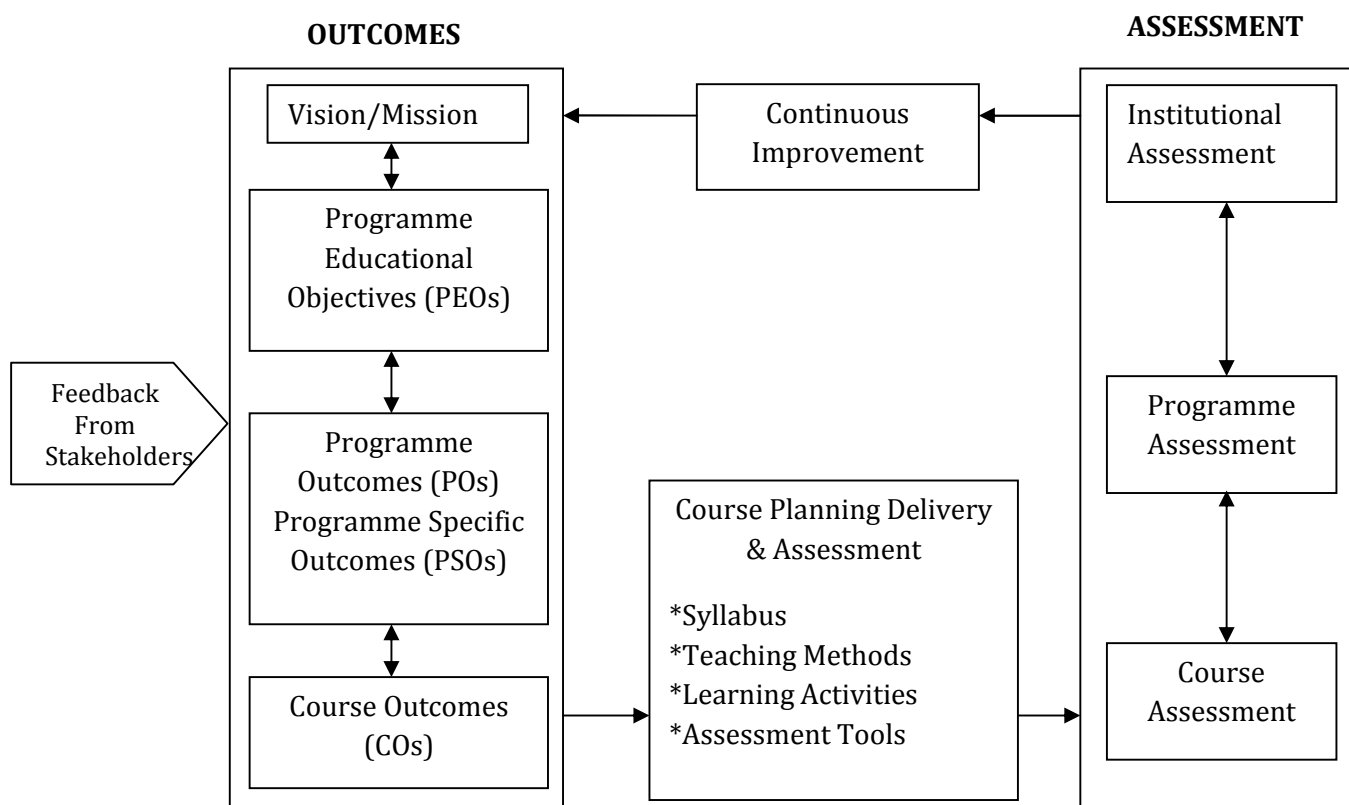 OUTCOMES
ASSESSMENT
Vision/Mission
Programme
Educational
Objectives (PEOs)
Programme
Outcomes (POs)
Programme Specific
Outcomes (PSOs)
Course Outcomes
(COs)
Feedback
From
Stakeholders
Continuous
Improvement
Course Planning Delivery
& Assessment
*Syllabus
*Teaching Methods
*Learning Activities
*Assessment Tools
Institutional
Assessment
Programme
Assessment
Course
Assessment